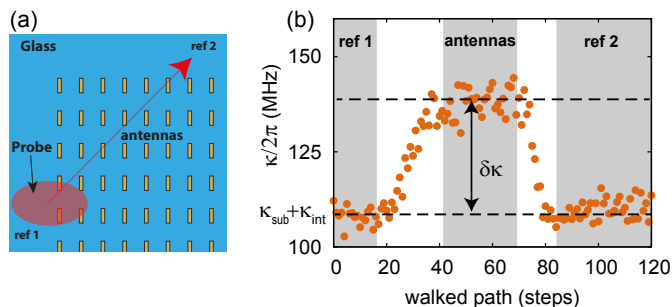 (a)
Glass
ref 2
antennas
Probe
ref 1
(b)
ref 1
antennas
ref 2
κ/2π (MHz)
150
125
100
κsub+κint
δκ
0
20
40
60
80
100
120
walked path (steps)